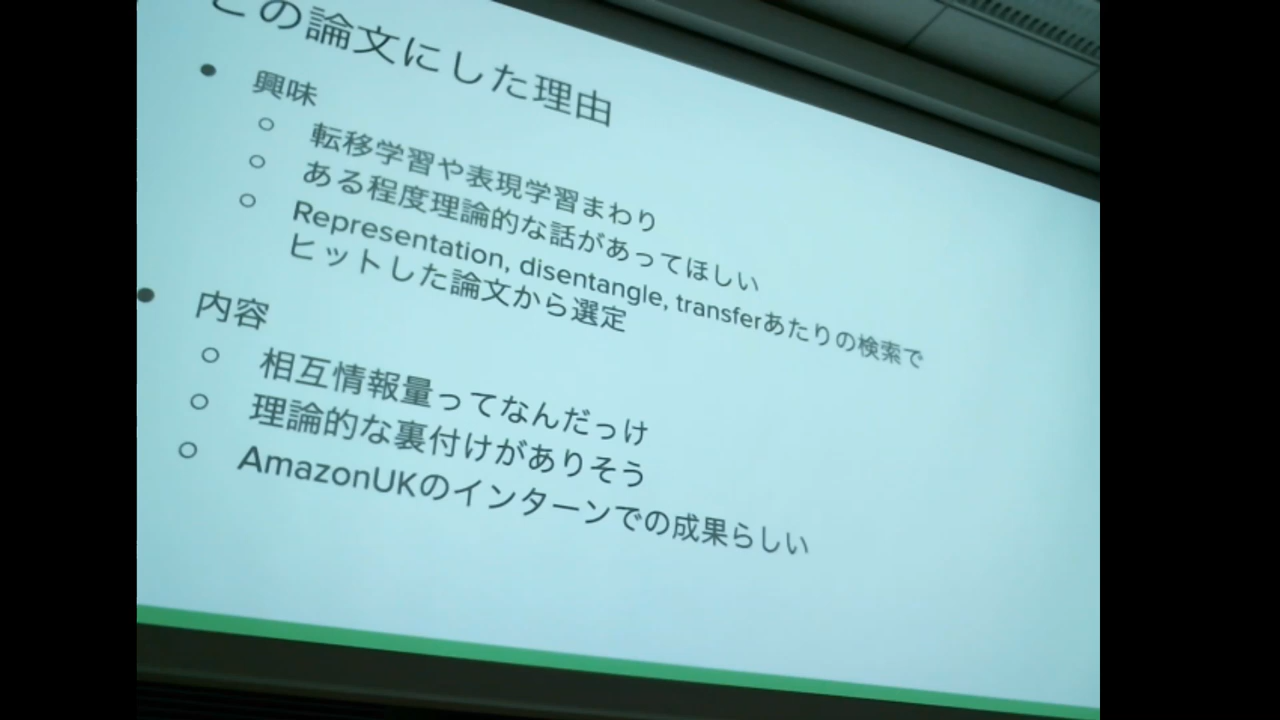 この論文にした理由
● 興味
○ 転移学習や表現学習まわり
○ ある程度理論的な話があってほしい
○ Representation, disentangle, transferあたりの検索で
ヒットした論文から選定
● 内容
○ 相互情報量ってなんだっけ
○ 理論的な裏付けがありそう
○ AmazonUKのインターンでの成果らしい